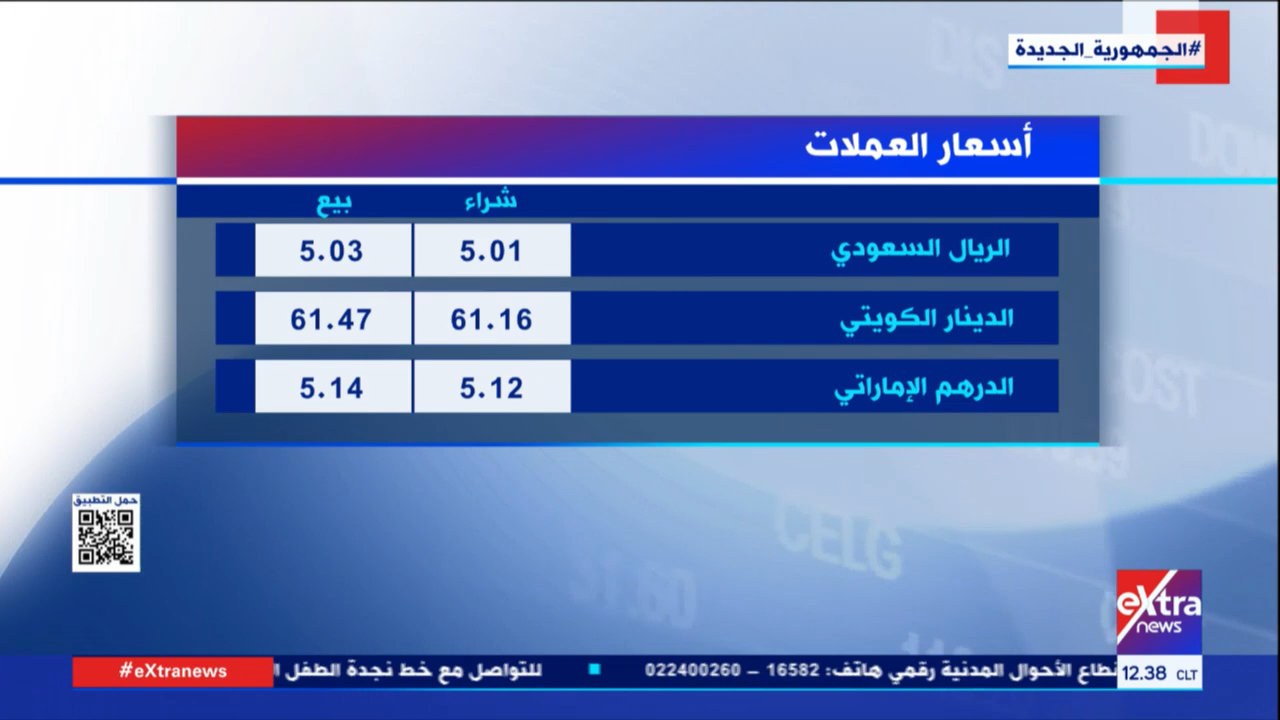 #الجمهورية_الجديدة
أسعار العملات
شراء بيع
الريال السعودي 5.01 5.03
الدينار الكويتي 61.16 61.47
الدرهم الإماراتي 5.12 5.14
حمل التطبيق
eXtra
news
الأحوال المدنية رقمي هاتف: 16582 – 022400260 ■ للتواصل مع خط نجدة الطفل
#eXtranews
12.38 CLT